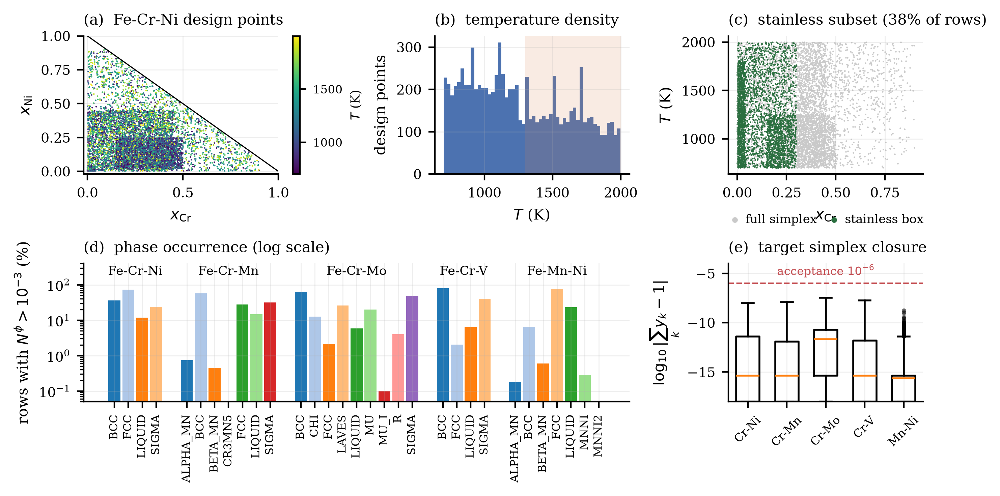 (a) Fe-Cr-Ni design points
1.00
0.75
0.50
0.25
0.00
x_Ni
0.0 0.5 1.0
x_Cr
1500
1000
T (K)
(b) temperature density
300
200
100
0
design points
1000 1500 2000
T (K)
(c) stainless subset (38% of rows)
2000
1500
1000
T (K)
0.00 0.25 0.50 0.75
x_Cr
full simplex stainless box
(d) phase occurrence (log scale)
rows with N^ϕ > 10^−3 (%)
10^2
10^1
10^0
10^−1
Fe-Cr-Ni Fe-Cr-Mn Fe-Cr-Mo Fe-Cr-V Fe-Mn-Ni
BCC
FCC
LIQUID
SIGMA
ALPHA_MN
BCC
BETA_MN
CR3MN5
FCC
LIQUID
SIGMA
BCC
CHI
FCC
LAVES
LIQUID
MU
MU_I
R
SIGMA
BCC
FCC
LIQUID
SIGMA
ALPHA_MN
BCC
BETA_MN
FCC
LIQUID
MNNI
MNNI2
(e) target simplex closure
log_10 |∑_k y_k − 1|
−5
−10
−15
acceptance 10^−6
Cr-Ni
Cr-Mn
Cr-Mo
Cr-V
Mn-Ni